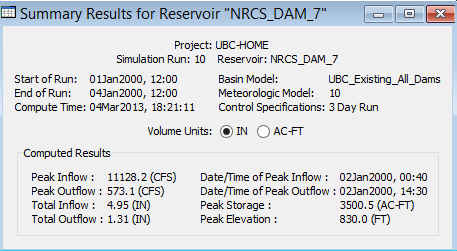 Summary Results for Reservoir "NRCS_DAM_7"
Project: UBC-HOME
Simulation Run: 10 Reservoir: NRCS_DAM_7
Start of Run: 01Jan2000, 12:00 Basin Model: UBC_Existing_All_Dams
End of Run: 04Jan2000, 12:00 Meteorologic Model: 10
Compute Time: 04Mar2013, 18:21:11 Control Specifications: 3 Day Run
Volume Units: IN AC-FT
Computed Results
Peak Inflow : 11128.2 (CFS) Date/Time of Peak Inflow : 02Jan2000, 00:40
Peak Outflow : 573.1 (CFS) Date/Time of Peak Outflow : 02Jan2000, 14:30
Total Inflow : 4.95 (IN) Peak Storage : 3500.5 (AC-FT)
Total Outflow : 1.31 (IN) Peak Elevation : 830.0 (FT)